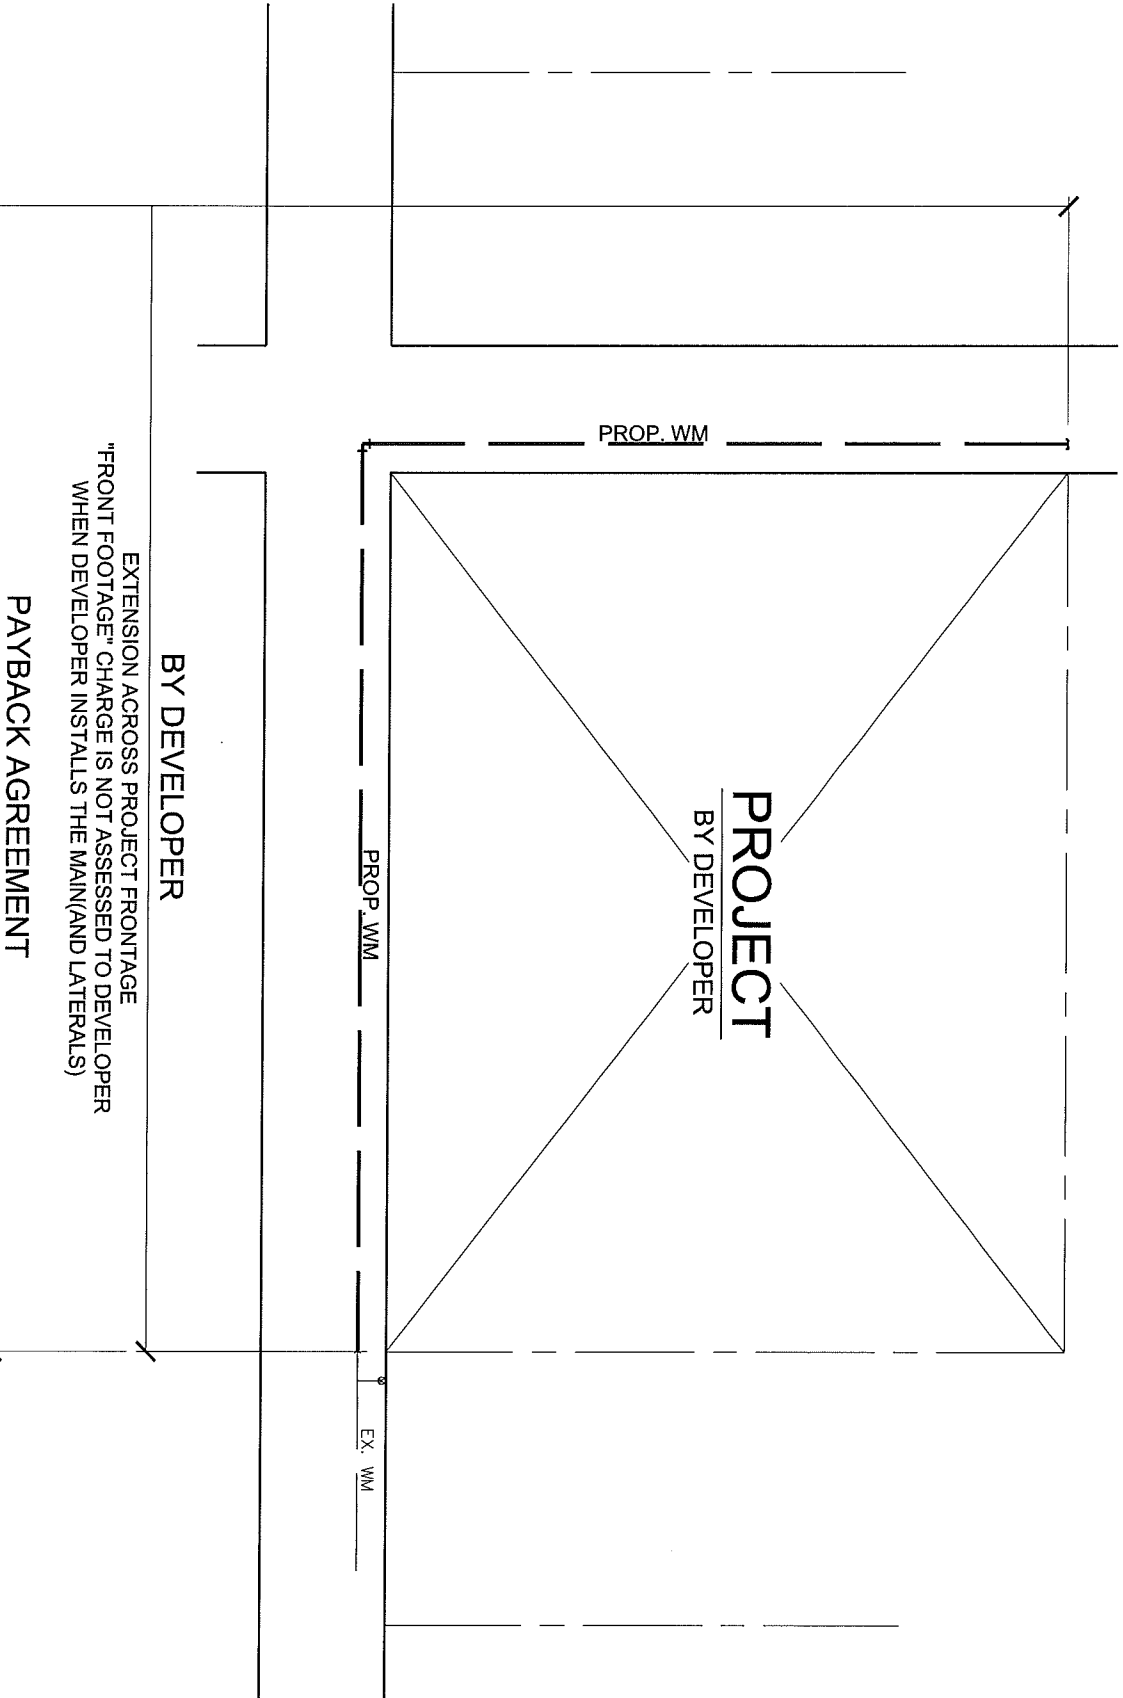 PROP. WM
PROJECT
BY DEVELOPER
PROP. WM
EX. WM
BY DEVELOPER
EXTENSION ACROSS PROJECT FRONTAGE
"FRONT FOOTAGE" CHARGE IS NOT ASSESSED TO DEVELOPER
WHEN DEVELOPER INSTALLS THE MAIN(AND LATERALS)
PAYBACK AGREEMENT